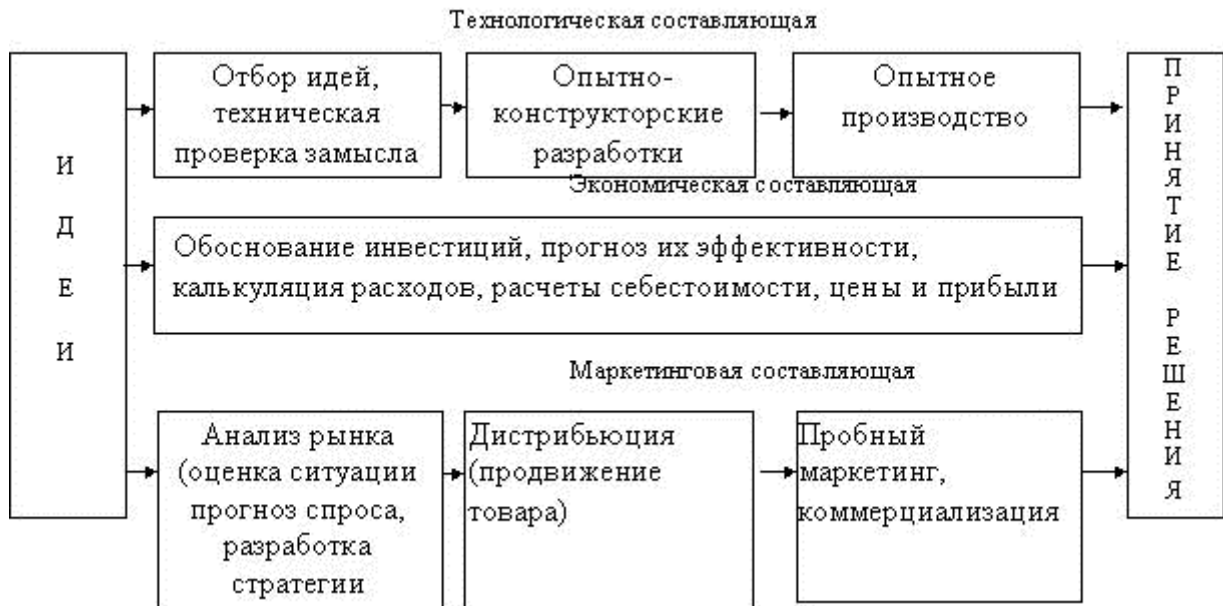 Технологическая составляющая
И
Д
Е
И
Отбор идей,
техническая
проверка замысла
Опытно-
конструкторские
разработки
Опытное
производство
Экономическая составляющая
Обоснование инвестиций, прогноз их эффективности,
калькуляция расходов, расчеты себестоимости, цены и прибыли
Маркетинговая составляющая
Анализ рынка
(оценка ситуации
прогноз спроса,
разработка
стратегии
Дистрибьюция
(продвижение
товара)
Пробный
маркетинг,
коммерциализация
П
Р
И
Н
Я
Т
И
Е
Р
Е
Ш
Е
Н
И
Я